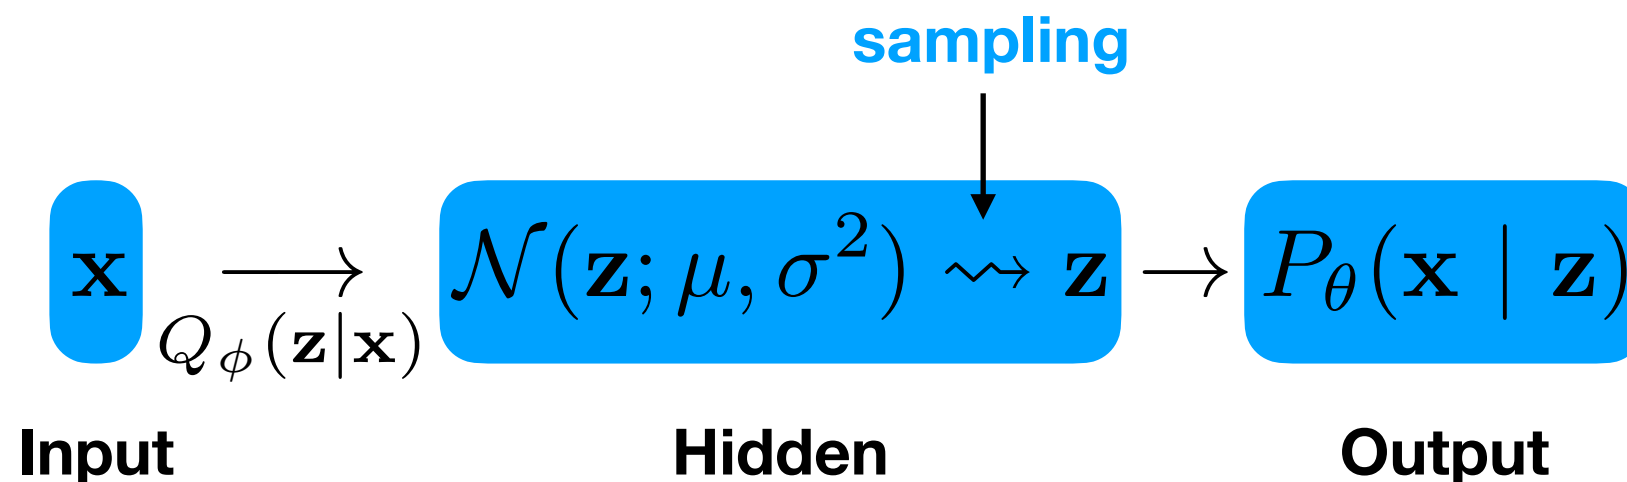 sampling
x → 𝒩(z; μ, σ²) ⇝ z → P_θ(x | z)
Q_ϕ(z|x)
Input Hidden Output